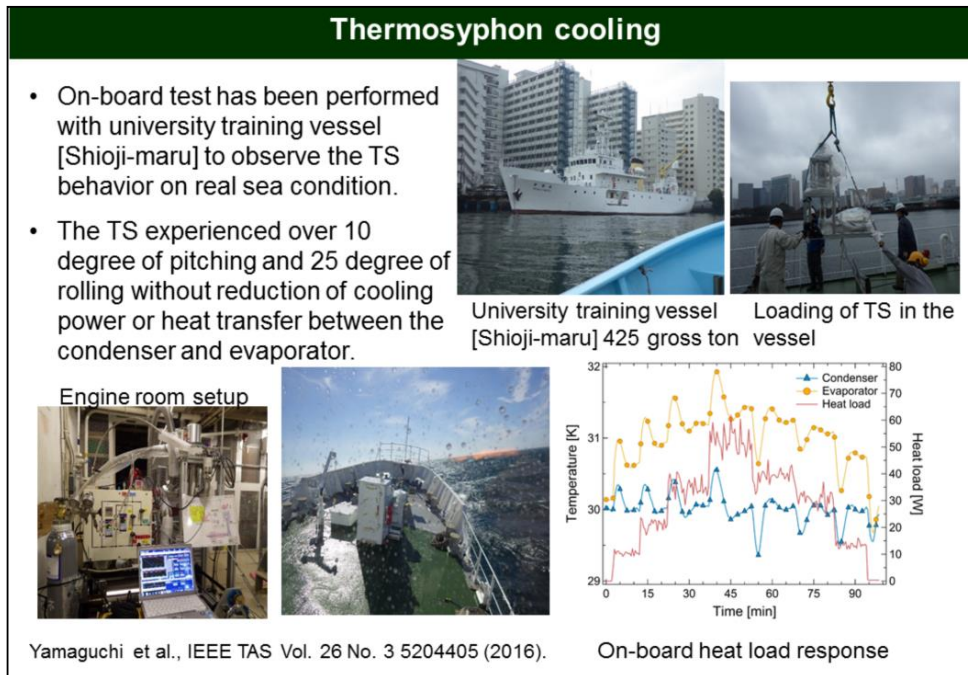 Thermosyphon cooling
• On-board test has been performed
with university training vessel
[Shioji-maru] to observe the TS
behavior on real sea condition.
• The TS experienced over 10
degree of pitching and 25 degree of
rolling without reduction of cooling
power or heat transfer between the
condenser and evaporator.
University training vessel
[Shioji-maru] 425 gross ton
Loading of TS in the
vessel
Engine room setup
32
31
30
29
Temperature [K]
Condenser
Evaporator
Heat load
80
70
60
50
40
30
20
10
0
Heat load [W]
0 15 30 45 60 75 90
Time [min]
On-board heat load response
Yamaguchi et al., IEEE TAS Vol. 26 No. 3 5204405 (2016).